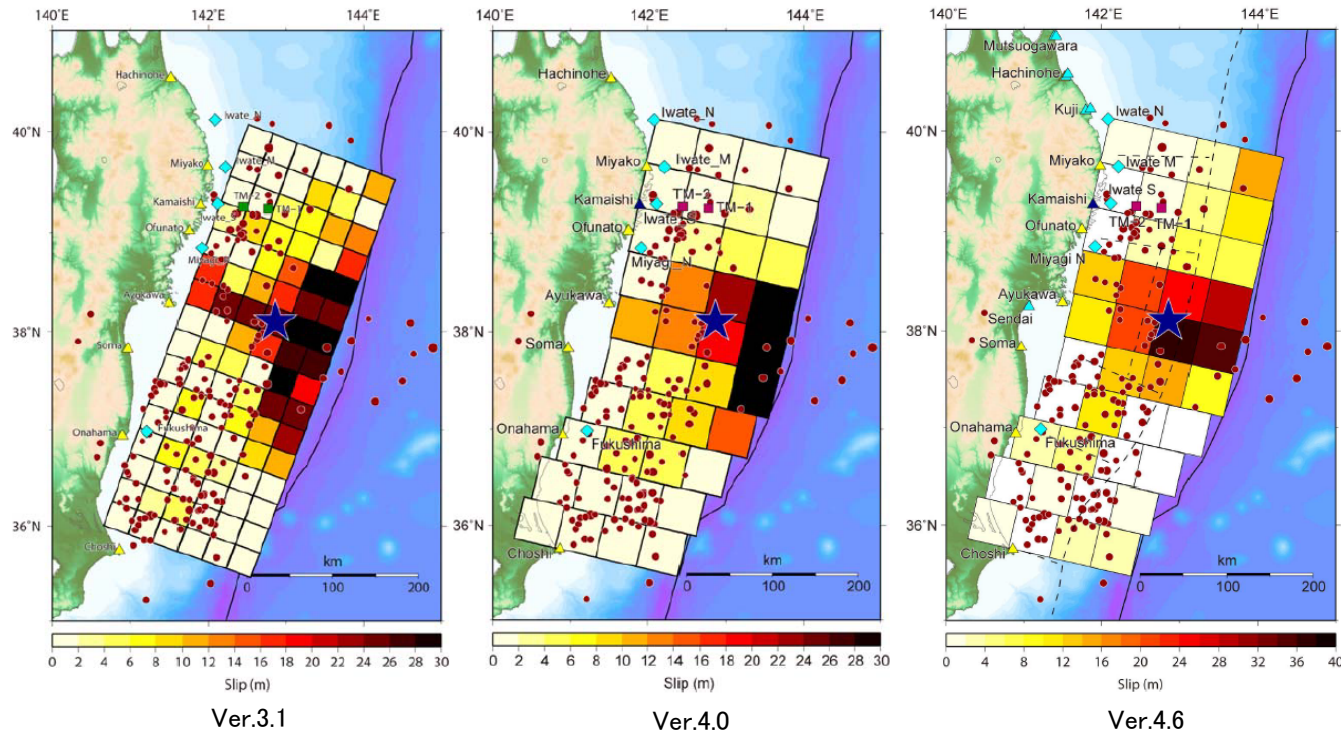 140°E 142°E 144°E
Hachinohe
Iwate_N
40°N
Miyako
Iwate_M
TM-2
Kamaishi
TM-1
Iwate_S
Ofunato
Miyagi_N
Ayukawa
38°N
Soma
Onahama
Fukushima
36°N
Choshi
km
0 100 200
0 2 4 6 8 10 12 14 16 18 20 22 24 26 28 30
Slip (m)
Ver.3.1
140°E 142°E 144°E
Hachinohe
Iwate_N
40°N
Miyako
Iwate_M
TM-2
Kamaishi
TM-1
Iwate_S
Ofunato
Miyagi_N
Ayukawa
38°N
Soma
Onahama
Fukushima
36°N
Choshi
km
0 100 200
0 2 4 6 8 10 12 14 16 18 20 22 24 26 28 30
Slip (m)
Ver.4.0
140°E 142°E 144°E
Mutsuogawara
Hachinohe
Kuji
Iwate N
40°N
Miyako
Iwate M
Iwate S
Kamaishi
TM-2 TM-1
Ofunato
Miyagi N
Ayukawa
Sendai
38°N
Soma
Onahama
Fukushima
36°N
Choshi
km
0 100 200
0 4 8 12 16 20 24 28 32 36 40
Slip (m)
Ver.4.6